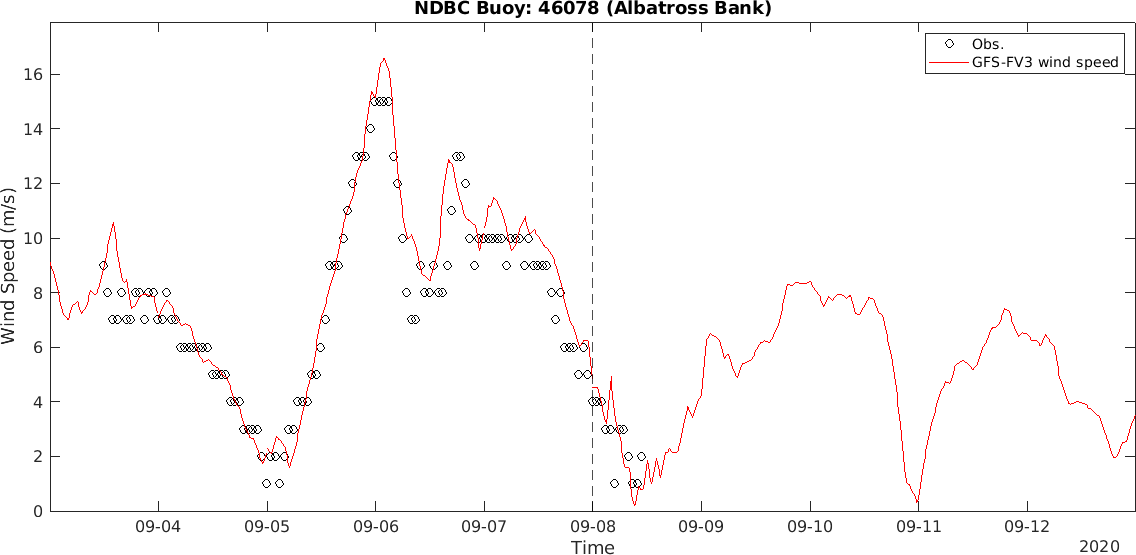 NDBC Buoy: 46078 (Albatross Bank)
Obs.
GFS-FV3 wind speed
Wind Speed (m/s)
16
14
12
10
8
6
4
2
0
09-04 09-05 09-06 09-07 09-08 09-09 09-10 09-11 09-12
Time
2020